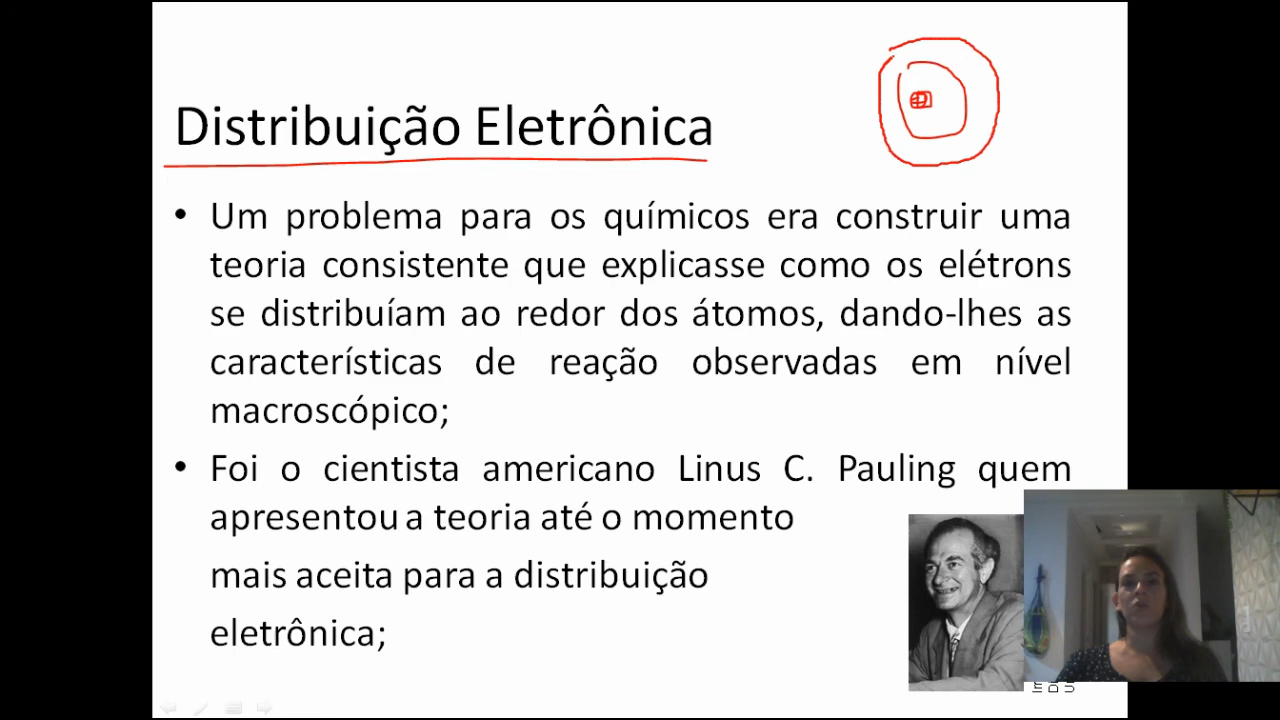 Distribuição Eletrônica
• Um problema para os químicos era construir uma
teoria consistente que explicasse como os elétrons
se distribuíam ao redor dos átomos, dando-lhes as
características de reação observadas em nível
macroscópico;
• Foi o cientista americano Linus C. Pauling quem
apresentou a teoria até o momento
mais aceita para a distribuição
eletrônica;